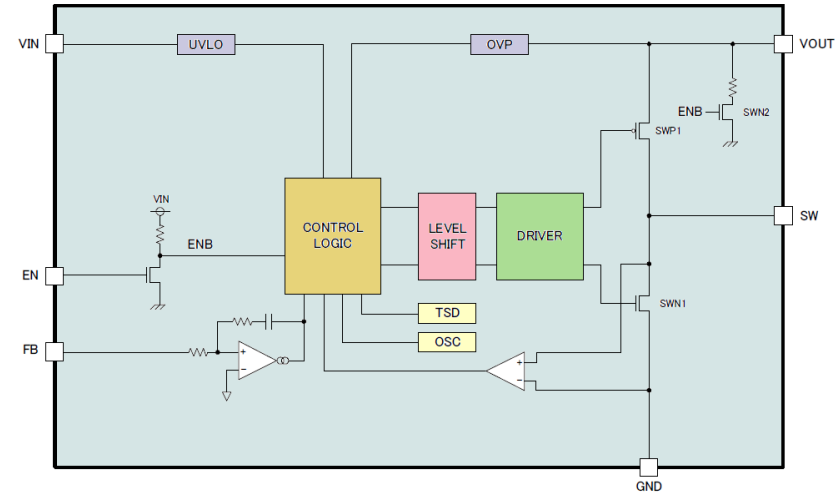 VIN
UVLO
OVP
VOUT
ENB
SWN2
SWP1
VIN
CONTROL
LOGIC
LEVEL
SHIFT
DRIVER
SW
ENB
EN
SWN1
TSD
OSC
FB
+
−
+
−
GND